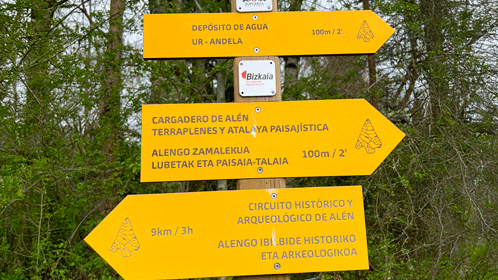 DEPÓSITO DE AGUA
UR - ANDELA
100m / 2'
Bizkaia
CARGADERO DE ALÉN
TERRAPLENES Y ATALAYA PAISAJÍSTICA
ALENGO ZAMALEKUA
LUBETAK ETA PAISAIA-TALAIA
100m / 2'
CIRCUITO HISTÓRICO Y
ARQUEOLÓGICO DE ALÉN
9km / 3h
ALENGO IBILBIDE HISTORIKO
ETA ARKEOLOGIKOA